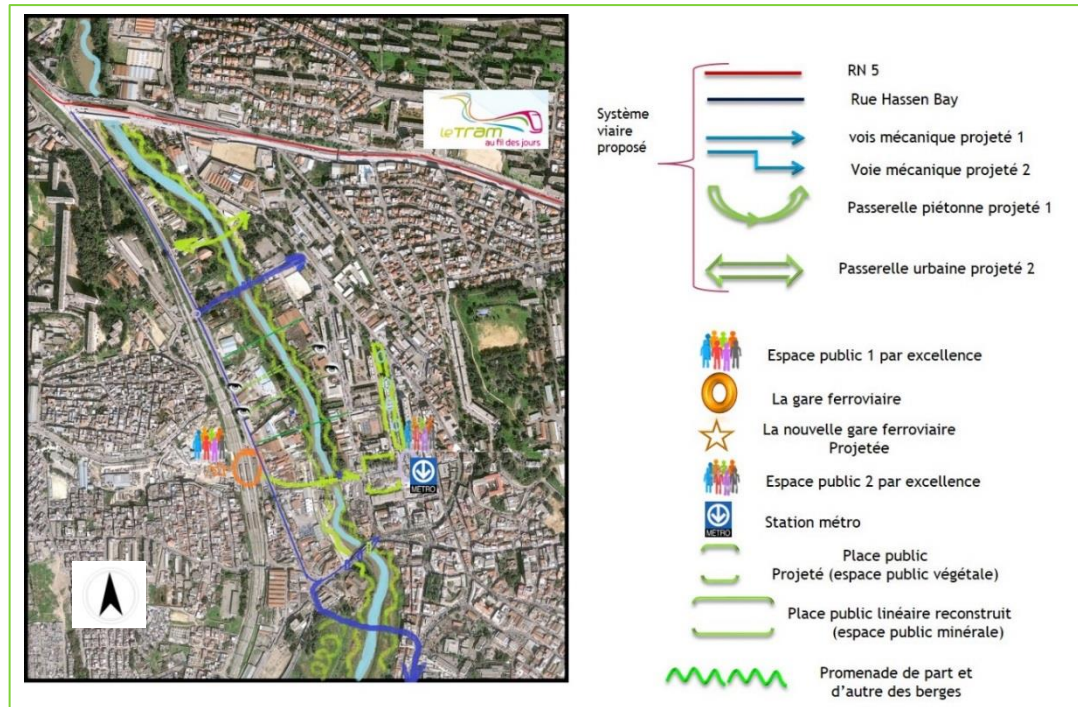 le TRAM
au fil des jours
METRO
Système
viaire
proposé
RN 5
Rue Hassen Bay
vois mécanique projeté 1
Voie mécanique projeté 2
Passerelle piétonne projeté 1
Passerelle urbaine projeté 2
Espace public 1 par excellence
La gare ferroviaire
La nouvelle gare ferroviaire
Projetée
Espace public 2 par excellence
METRO
Station métro
Place public
Projeté (espace public végétale)
Place public linéaire reconstruit
(espace public minérale)
Promenade de part et
d'autre des berges